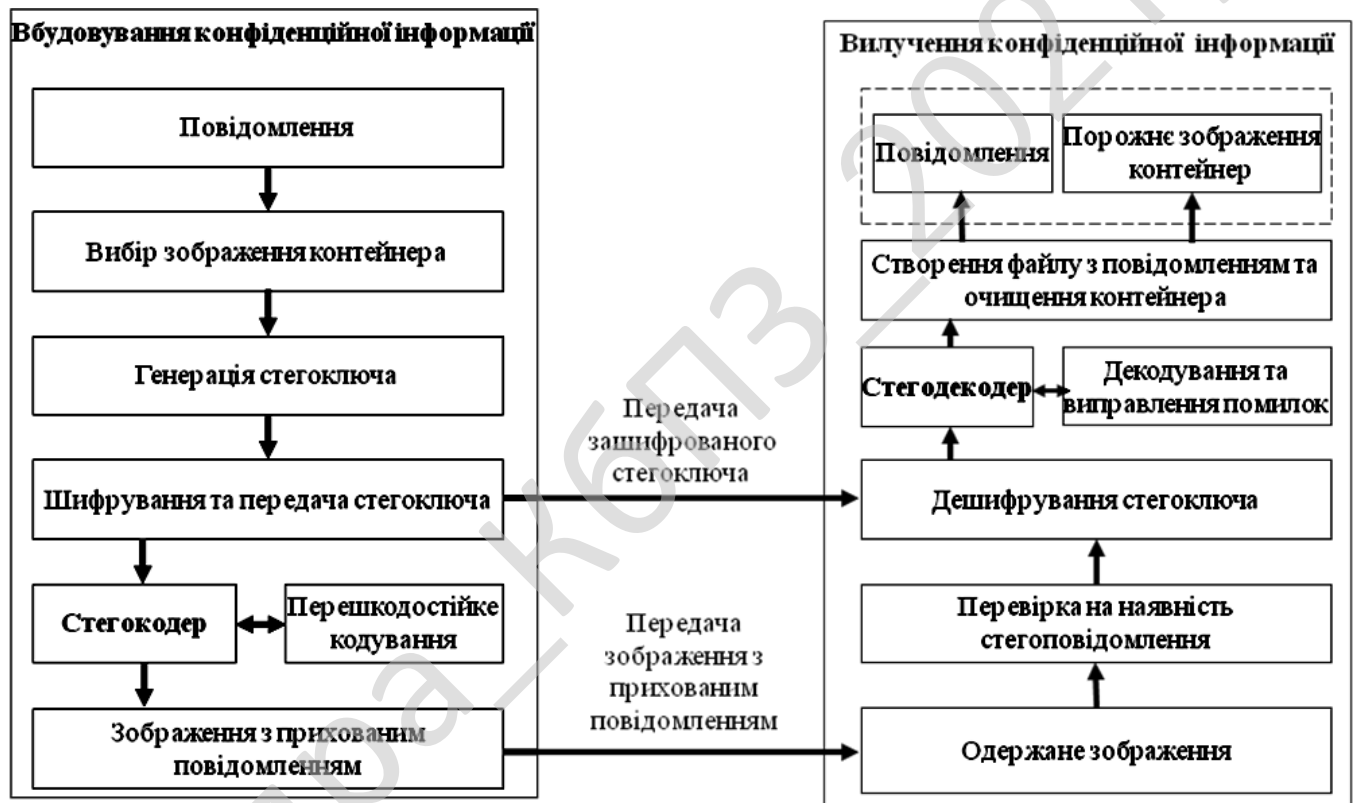 Вбудовування конфіденційної інформації
Повідомлення
Вибір зображення контейнера
Генерація стегоключа
Шифрування та передача стегоключа
Стегокодер
Перешкодостійке
кодування
Зображення з прихованим
повідомленням
Передача
зашифрованого
стегоключа
Передача
зображення з
прихованим
повідомленням
Вилучення конфіденційної інформації
Повідомлення
Порожнє зображення
контейнер
Створення файлу з повідомленням та
очищення контейнера
Стегодекодер
Декодування та
виправлення помилок
Дешифрування стегоключа
Перевірка на наявність
стегоповідомлення
Одержане зображення